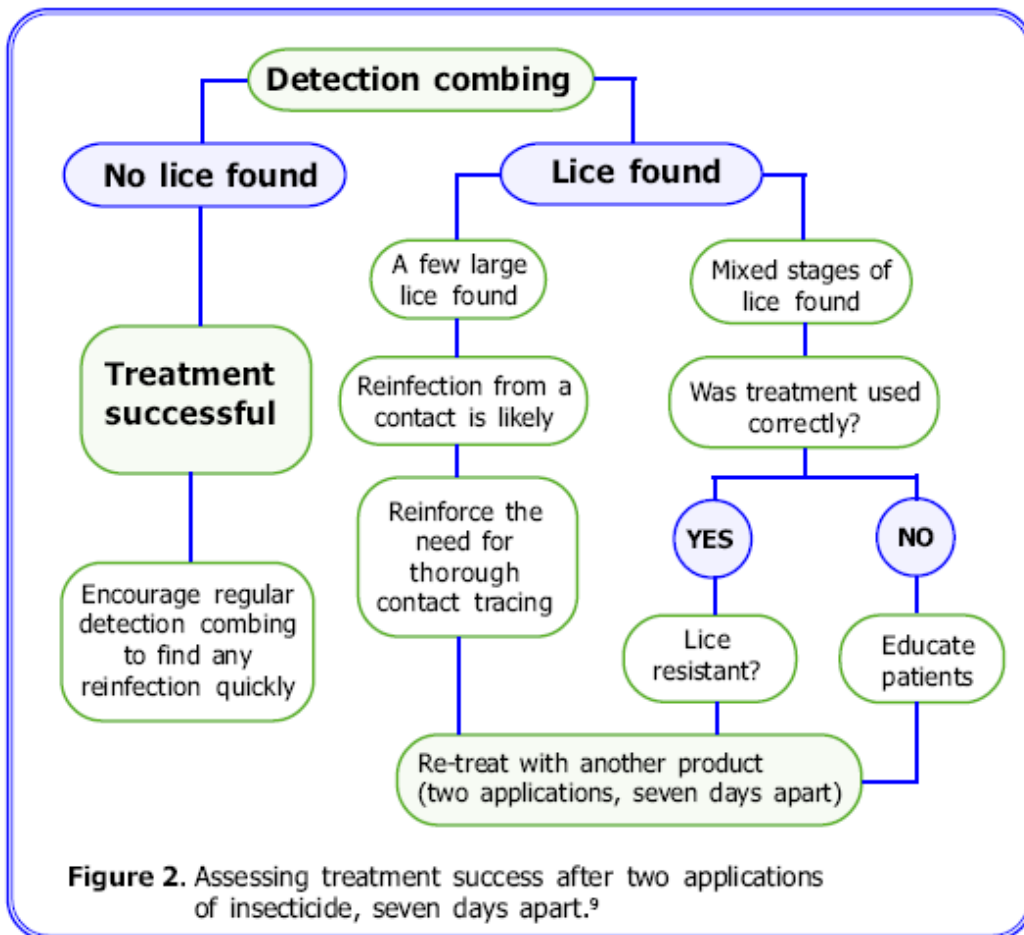 Detection combing
No lice found
Lice found
A few large
lice found
Mixed stages of
lice found
Treatment
successful
Reinfection from a
contact is likely
Was treatment used
correctly?
Reinforce the
need for
thorough
contact tracing
YES
NO
Encourage regular
detection combing
to find any
reinfection quickly
Lice
resistant?
Educate
patients
Re-treat with another product
(two applications, seven days apart)
Figure 2. Assessing treatment success after two applications
of insecticide, seven days apart.⁹